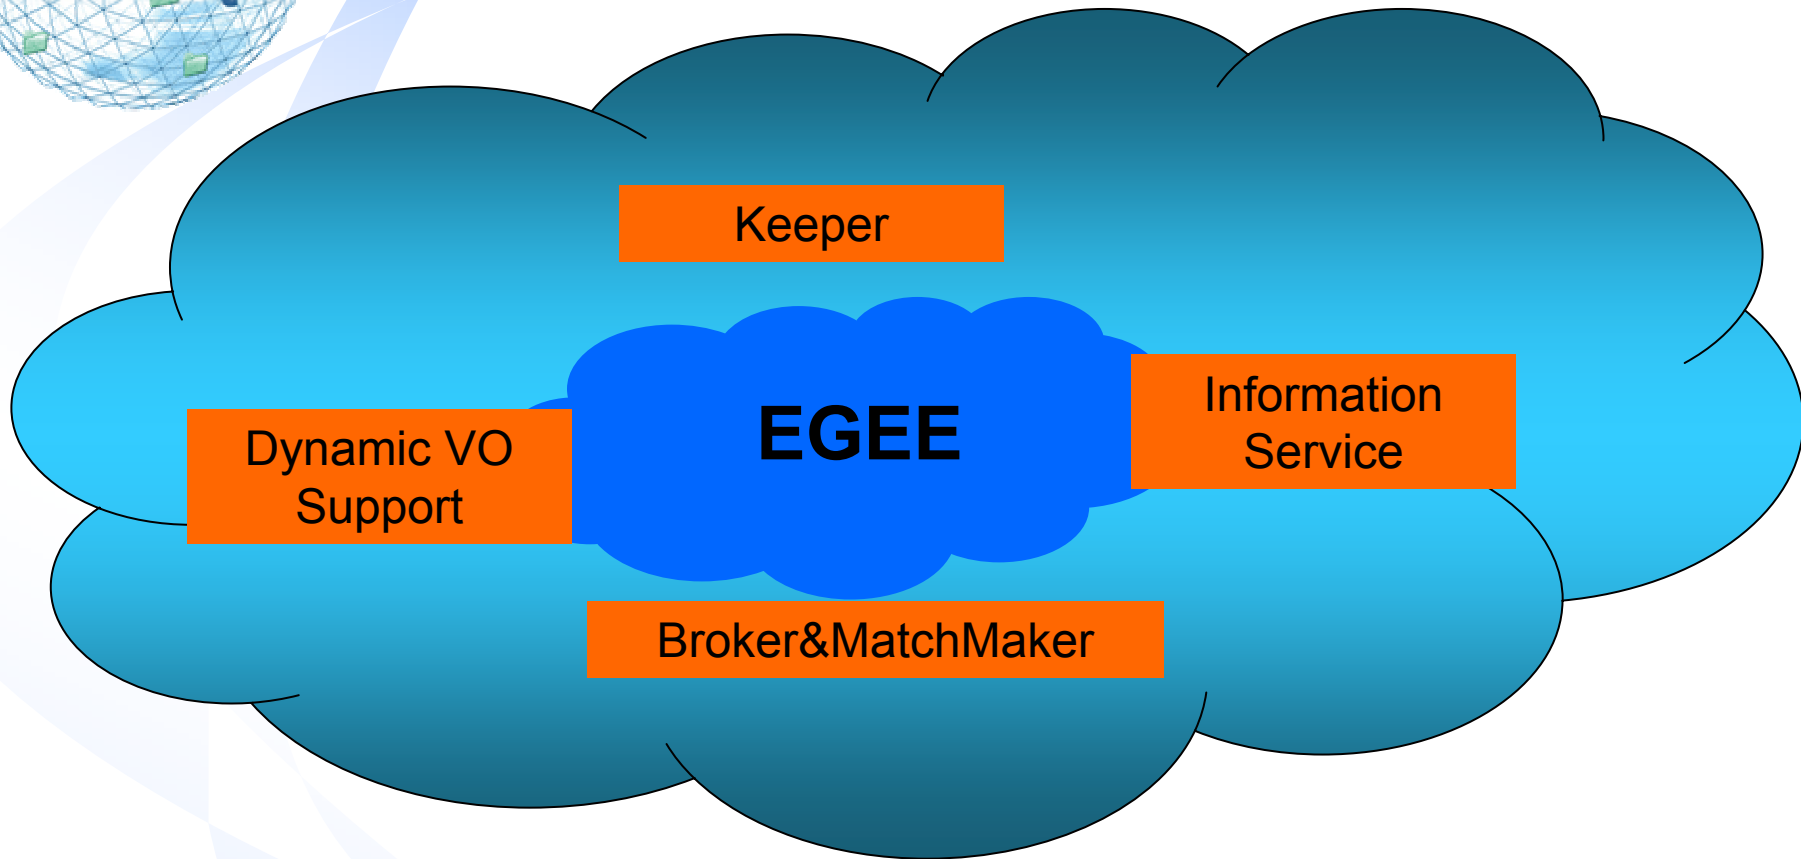 Keeper
EGEE
Information
Service
Dynamic VO
Support
Broker&MatchMaker